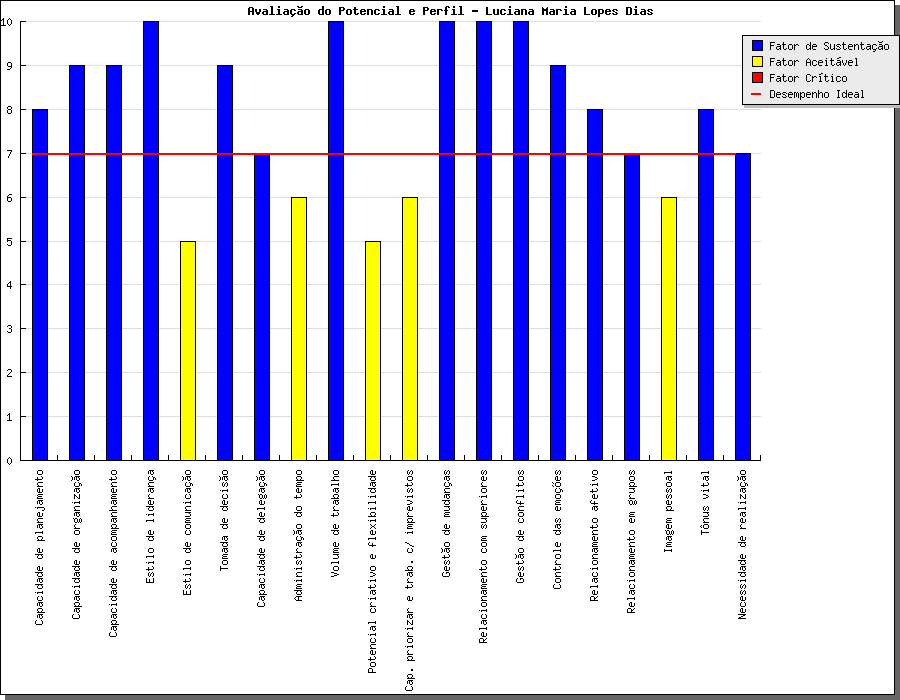 Avaliação do Potencial e Perfil - Luciana Maria Lopes Dias
Fator de Sustentação
Fator Aceitável
Fator Crítico
Desempenho Ideal
10
9
8
7
6
5
4
3
2
1
0
Capacidade de planejamento
Capacidade de organização
Capacidade de acompanhamento
Estilo de liderança
Estilo de comunicação
Tomada de decisão
Capacidade de delegação
Administração do tempo
Volume de trabalho
Potencial criativo e flexibilidade
Cap. priorizar e trab. c/ imprevistos
Gestão de mudanças
Relacionamento com superiores
Gestão de conflitos
Controle das emoções
Relacionamento afetivo
Relacionamento em grupos
Imagem pessoal
Tônus vital
Necessidade de realização